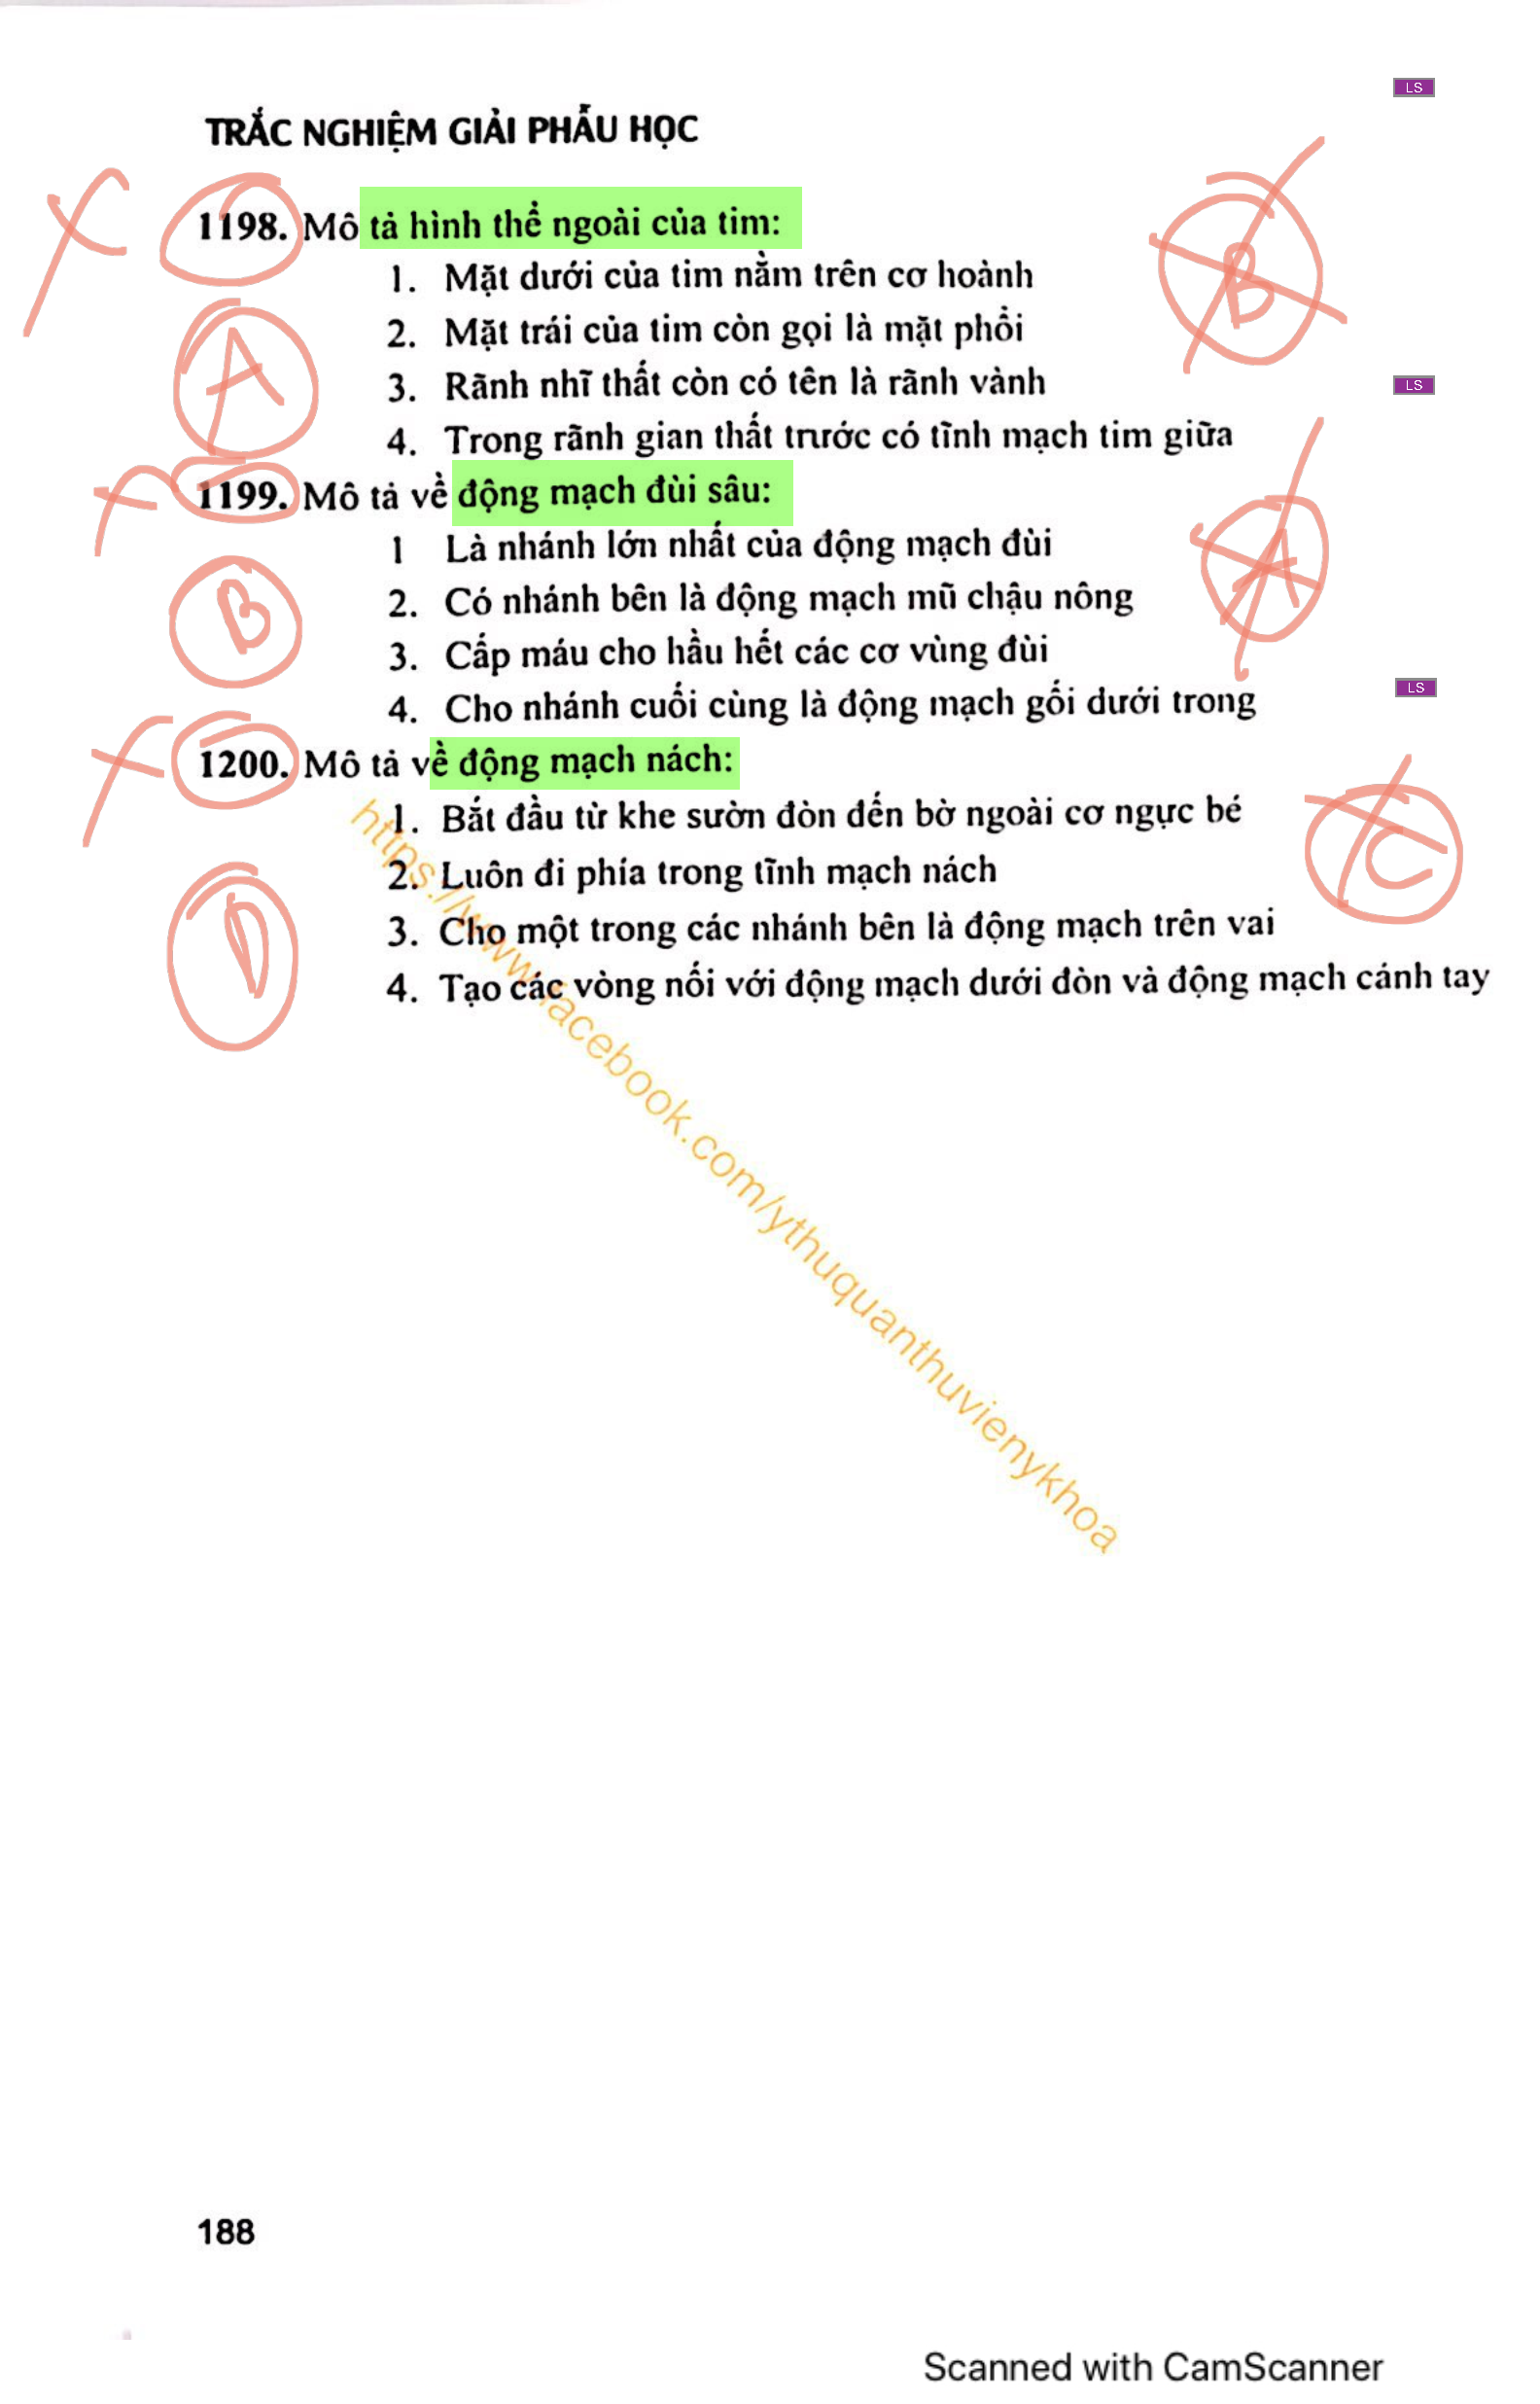 LS
TRẮC NGHIỆM GIẢI PHẪU HỌC
1198. Mô tả hình thể ngoài của tim:
B
1. Mặt dưới của tim nằm trên cơ hoành
2. Mặt trái của tim còn gọi là mặt phổi
A
3. Rãnh nhĩ thất còn có tên là rãnh vành
LS
4. Trong rãnh gian thất trước có tĩnh mạch tim giữa
1199. Mô tả về động mạch đùi sâu:
1 Là nhánh lớn nhất của động mạch đùi
A
2. Có nhánh bên là động mạch mũ chậu nông
B
3. Cấp máu cho hầu hết các cơ vùng đùi
LS
4. Cho nhánh cuối cùng là động mạch gối dưới trong
1200. Mô tả về động mạch nách:
1. Bắt đầu từ khe sườn đòn đến bờ ngoài cơ ngực bé
C
2. Luôn đi phía trong tĩnh mạch nách
3. Cho một trong các nhánh bên là động mạch trên vai
D
4. Tạo các vòng nối với động mạch dưới đòn và động mạch cánh tay
https://www.facebook.com/ythuquanthuvienykhoa
188
Scanned with CamScanner